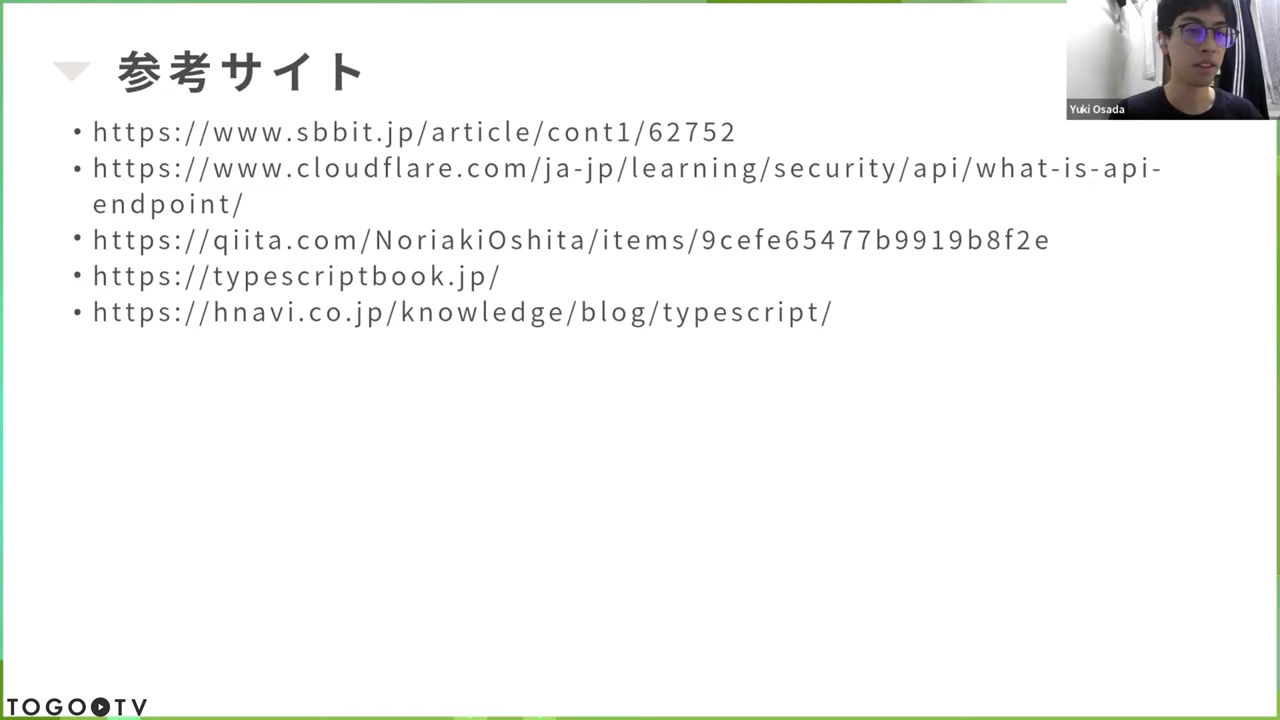 参考サイト
Yuki Osada
• https://www.sbbit.jp/article/cont1/62752
• https://www.cloudflare.com/ja-jp/learning/security/api/what-is-api-
endpoint/
• https://qiita.com/NoriakiOshita/items/9cefe65477b9919b8f2e
• https://typescriptbook.jp/
• https://hnavi.co.jp/knowledge/blog/typescript/
TOGOTV